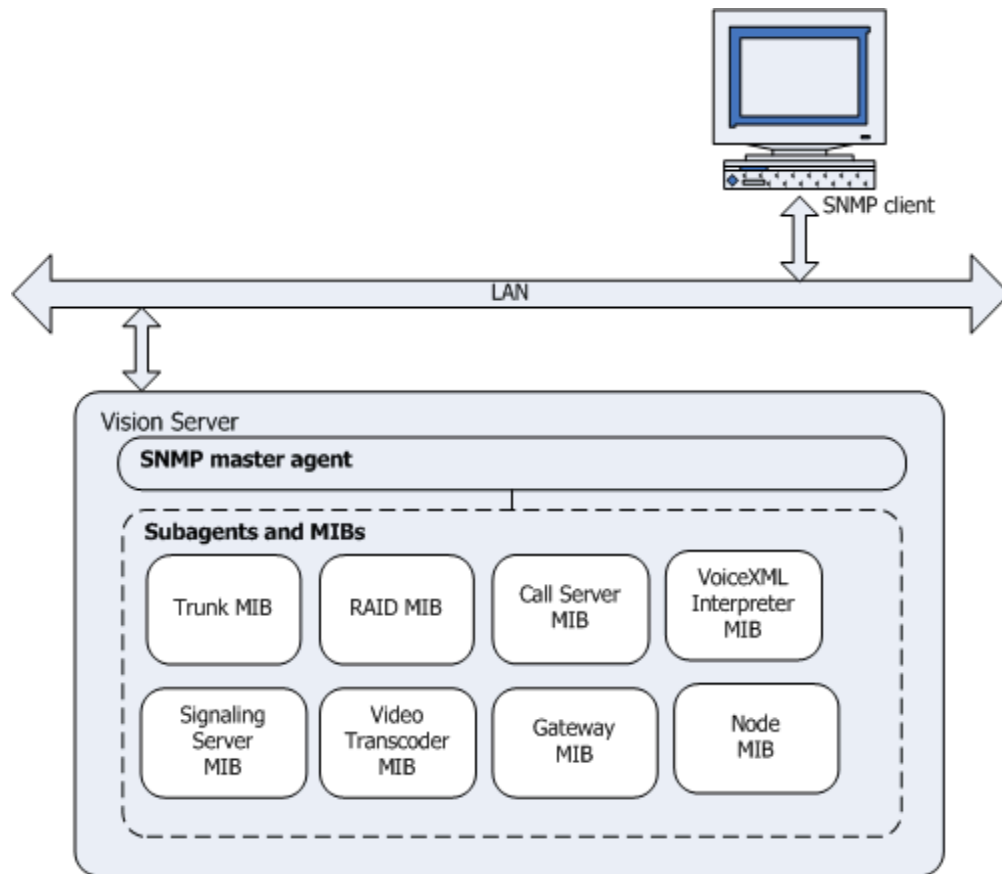 SNMP client
LAN
Vision Server
SNMP master agent
Subagents and MIBs
Trunk MIB
RAID MIB
Call Server
MIB
VoiceXML
Interpreter
MIB
Signaling
Server
MIB
Video
Transcoder
MIB
Gateway
MIB
Node
MIB